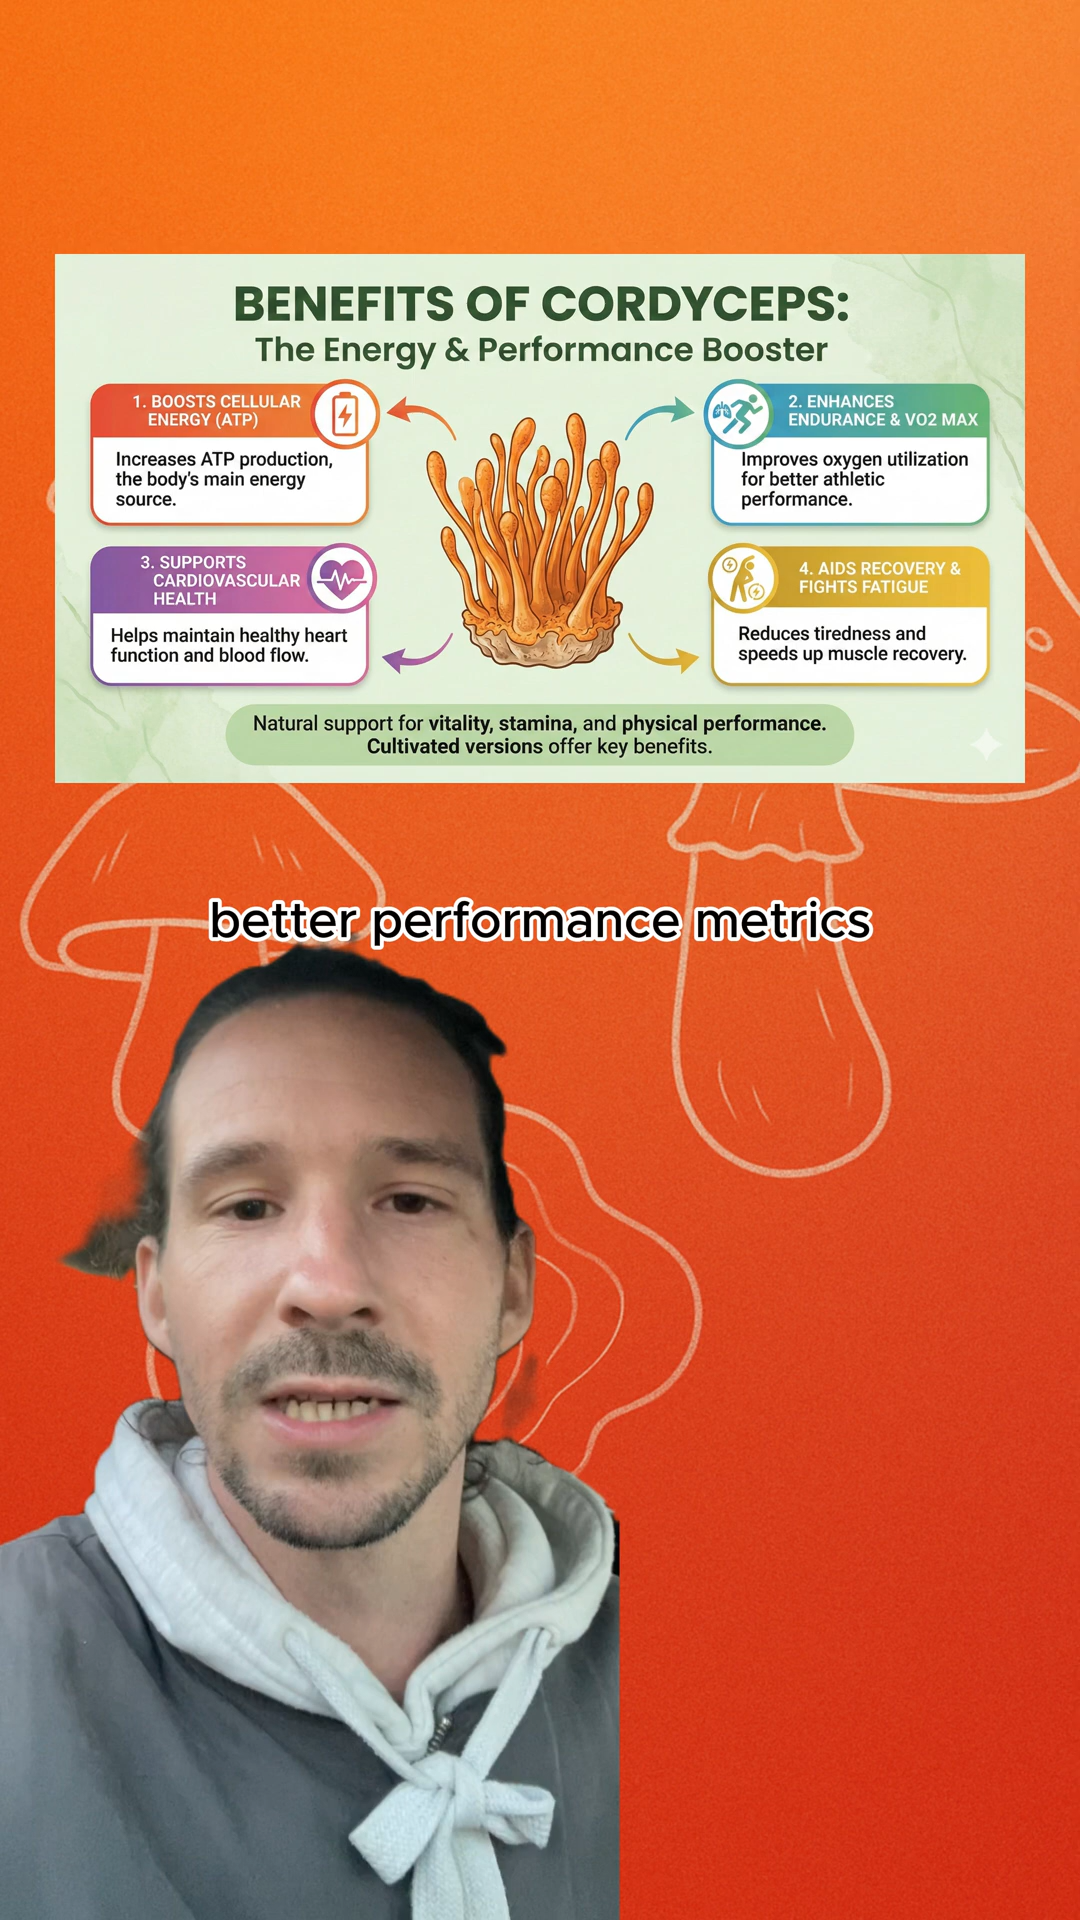 BENEFITS OF CORDYCEPS:
The Energy & Performance Booster
1. BOOSTS CELLULAR
ENERGY (ATP)
Increases ATP production,
the body's main energy
source.
2. ENHANCES
ENDURANCE & VO2 MAX
Improves oxygen utilization
for better athletic
performance.
3. SUPPORTS
CARDIOVASCULAR
HEALTH
Helps maintain healthy heart
function and blood flow.
4. AIDS RECOVERY &
FIGHTS FATIGUE
Reduces tiredness and
speeds up muscle recovery.
Natural support for vitality, stamina, and physical performance.
Cultivated versions offer key benefits.
better performance metrics